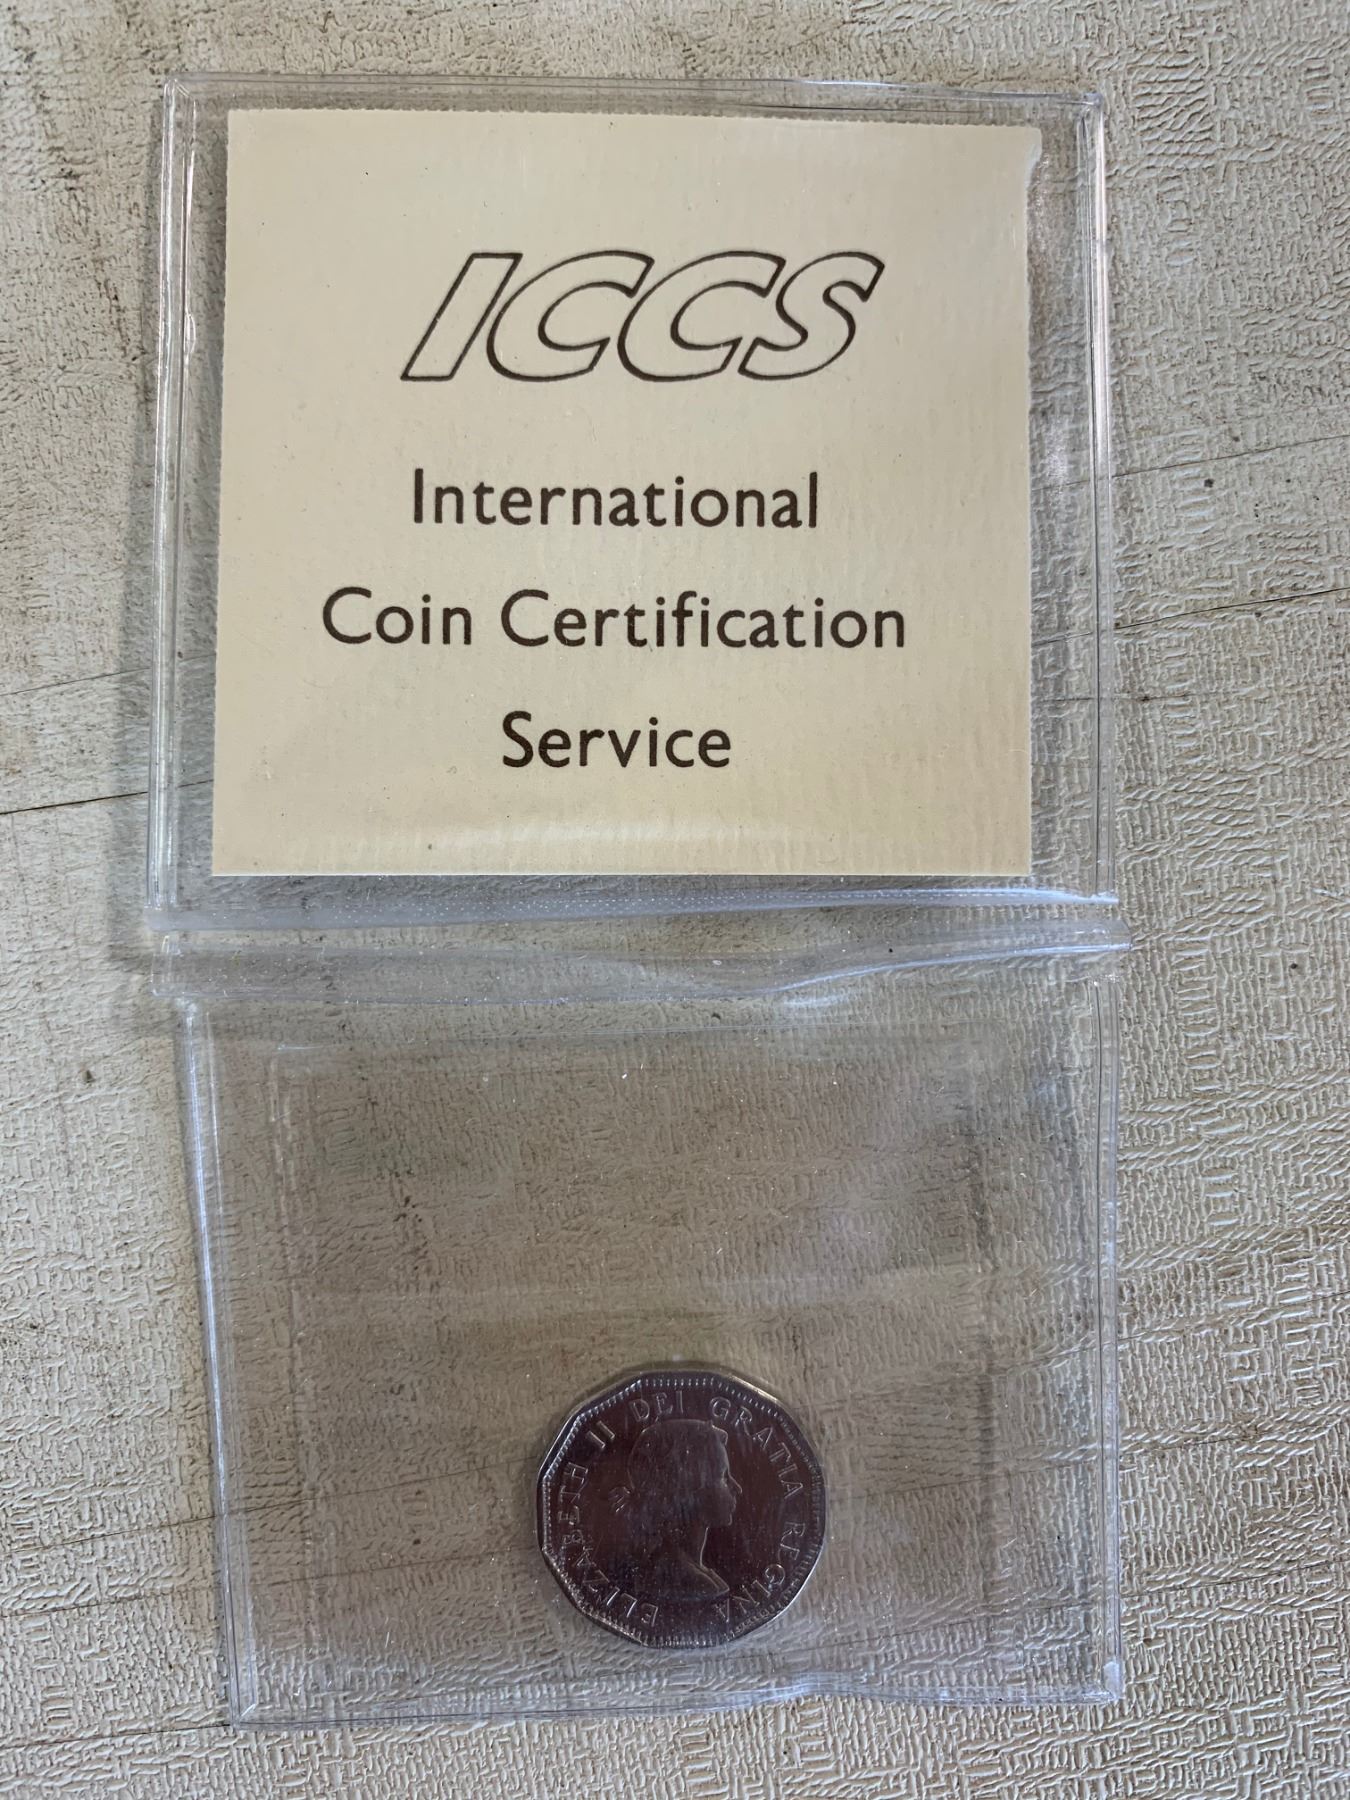 ICCS
International
Coin Certification
Service
ELIZABETH II DEI GRATIA REGINA